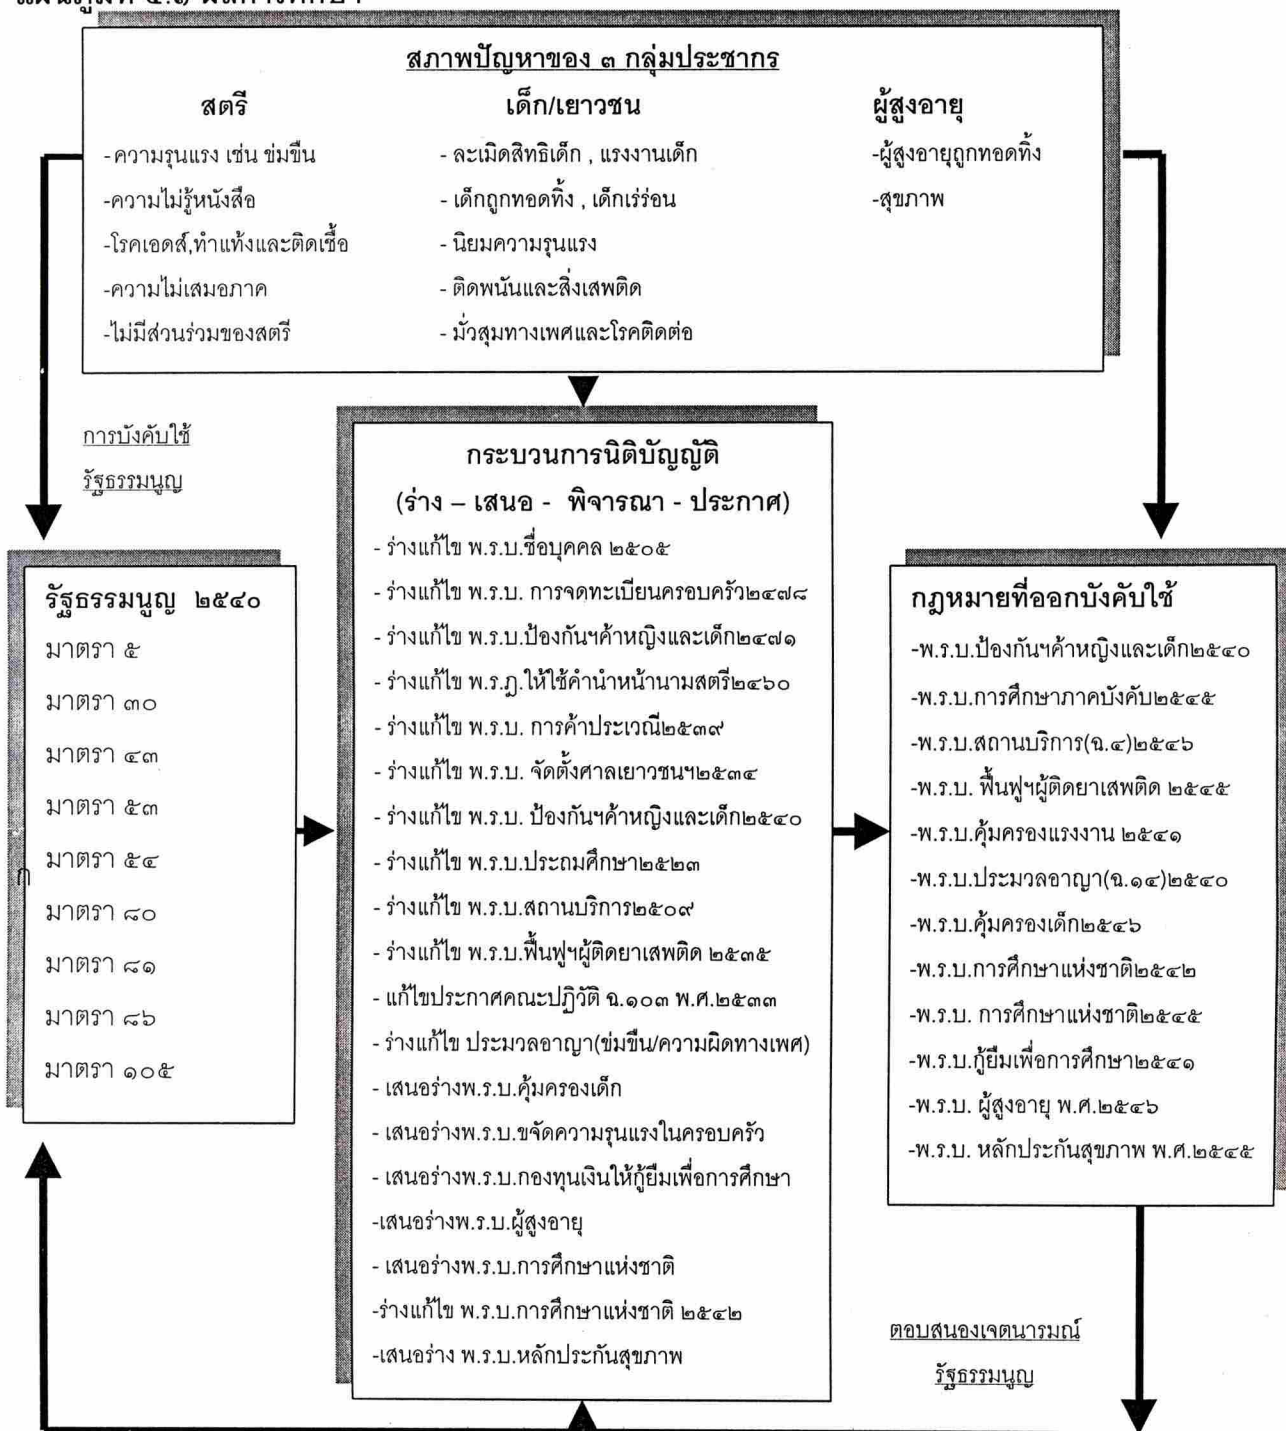 สภาพปัญหาของ ๓ กลุ่มประชากร
สตรี
-ความรุนแรง เช่น ข่มขืน
-ความไม่รู้หนังสือ
-โรคเอดส์,ทำแท้งและติดเชื้อ
-ความไม่เสมอภาค
-ไม่มีส่วนร่วมของสตรี
เด็ก/เยาวชน
- ละเมิดสิทธิเด็ก , แรงงานเด็ก
- เด็กถูกทอดทิ้ง , เด็กเร่ร่อน
- นิยมความรุนแรง
- ติดพนันและสิ่งเสพติด
- มั่วสุมทางเพศและโรคติดต่อ
ผู้สูงอายุ
-ผู้สูงอายุถูกทอดทิ้ง
-สุขภาพ
การบังคับใช้
รัฐธรรมนูญ
รัฐธรรมนูญ ๒๕๔๐
มาตรา ๕
มาตรา ๓๐
มาตรา ๔๓
มาตรา ๕๓
มาตรา ๕๔
มาตรา ๘๐
มาตรา ๘๑
มาตรา ๘๖
มาตรา ๑๐๕
กระบวนการนิติบัญญัติ
(ร่าง – เสนอ - พิจารณา - ประกาศ)
- ร่างแก้ไข พ.ร.บ.ชื่อบุคคล ๒๕๐๕
- ร่างแก้ไข พ.ร.บ. การจดทะเบียนครอบครัว๒๔๗๘
- ร่างแก้ไข พ.ร.บ.ป้องกันฯค้าหญิงและเด็ก๒๔๗๑
- ร่างแก้ไข พ.ร.ฎ.ให้ใช้คำนำหน้านามสตรี๒๔๖๐
- ร่างแก้ไข พ.ร.บ. การค้าประเวณี๒๕๓๙
- ร่างแก้ไข พ.ร.บ. จัดตั้งศาลเยาวชนฯ๒๕๓๔
- ร่างแก้ไข พ.ร.บ. ป้องกันฯค้าหญิงและเด็ก๒๕๔๐
- ร่างแก้ไข พ.ร.บ.ประถมศึกษา๒๕๒๓
- ร่างแก้ไข พ.ร.บ.สถานบริการ๒๕๐๙
- ร่างแก้ไข พ.ร.บ.ฟื้นฟูฯผู้ติดยาเสพติด ๒๕๓๕
- แก้ไขประกาศคณะปฏิวัติ ฉ.๑๐๓ พ.ศ.๒๕๓๓
- ร่างแก้ไข ประมวลอาญา(ข่มขืน/ความผิดทางเพศ)
- เสนอร่างพ.ร.บ.คุ้มครองเด็ก
- เสนอร่างพ.ร.บ.ขจัดความรุนแรงในครอบครัว
- เสนอร่างพ.ร.บ.กองทุนเงินให้กู้ยืมเพื่อการศึกษา
-เสนอร่างพ.ร.บ.ผู้สูงอายุ
- เสนอร่างพ.ร.บ.การศึกษาแห่งชาติ
-ร่างแก้ไข พ.ร.บ.การศึกษาแห่งชาติ ๒๕๔๒
-เสนอร่าง พ.ร.บ.หลักประกันสุขภาพ
กฎหมายที่ออกบังคับใช้
-พ.ร.บ.ป้องกันฯค้าหญิงและเด็ก๒๕๔๐
-พ.ร.บ.การศึกษาภาคบังคับ๒๕๔๕
-พ.ร.บ.สถานบริการ(ฉ.๔)๒๕๔๖
-พ.ร.บ. ฟื้นฟูฯผู้ติดยาเสพติด ๒๕๔๕
-พ.ร.บ.คุ้มครองแรงงาน ๒๕๔๑
-พ.ร.บ.ประมวลอาญา(ฉ.๑๔)๒๕๔๐
-พ.ร.บ.คุ้มครองเด็ก๒๕๔๖
-พ.ร.บ.การศึกษาแห่งชาติ๒๕๔๒
-พ.ร.บ. การศึกษาแห่งชาติ๒๕๔๕
-พ.ร.บ.กู้ยืมเพื่อการศึกษา๒๕๔๑
-พ.ร.บ. ผู้สูงอายุ พ.ศ.๒๕๔๖
-พ.ร.บ. หลักประกันสุขภาพ พ.ศ.๒๕๔๕
ตอบสนองเจตนารมณ์
รัฐธรรมนูญ